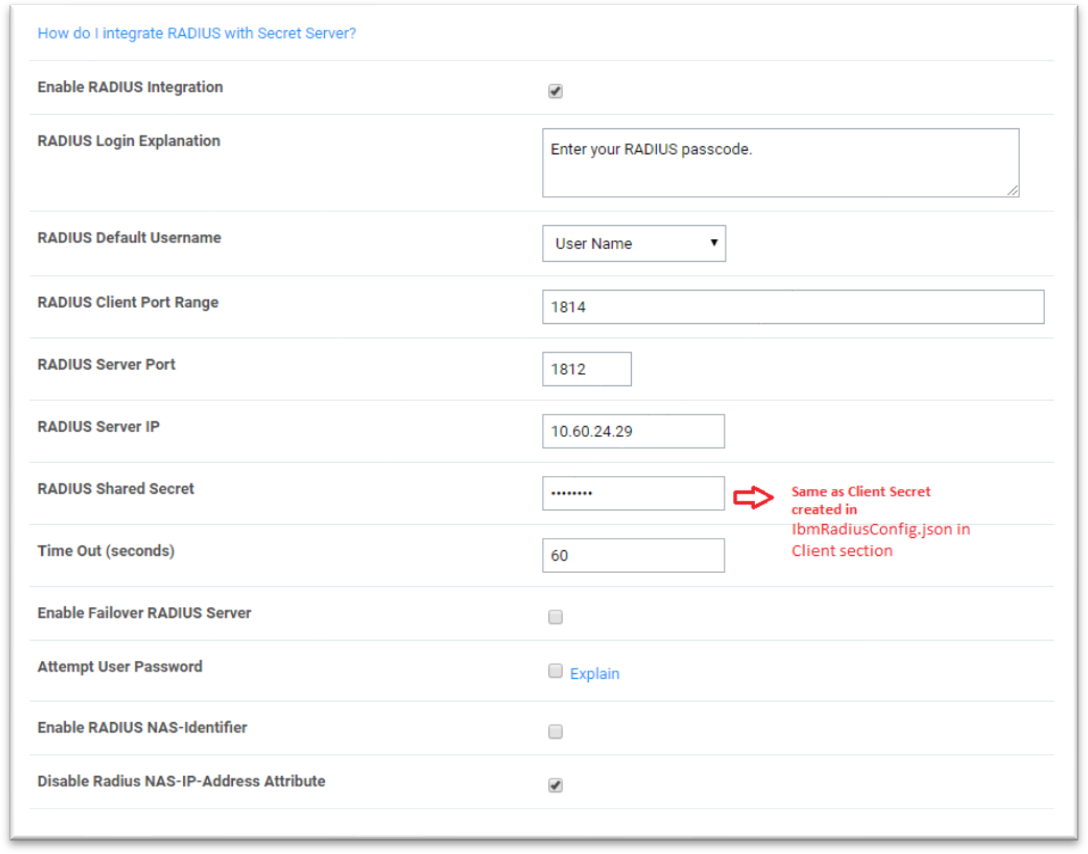 How do I integrate RADIUS with Secret Server?
Enable RADIUS Integration
RADIUS Login Explanation
Enter your RADIUS passcode.
RADIUS Default Username
User Name
RADIUS Client Port Range
1814
RADIUS Server Port
1812
RADIUS Server IP
10.60.24.29
RADIUS Shared Secret
••••••••
Same as Client Secret
created in
IbmRadiusConfig.json in
Client section
Time Out (seconds)
60
Enable Failover RADIUS Server
Attempt User Password
Explain
Enable RADIUS NAS-Identifier
Disable Radius NAS-IP-Address Attribute